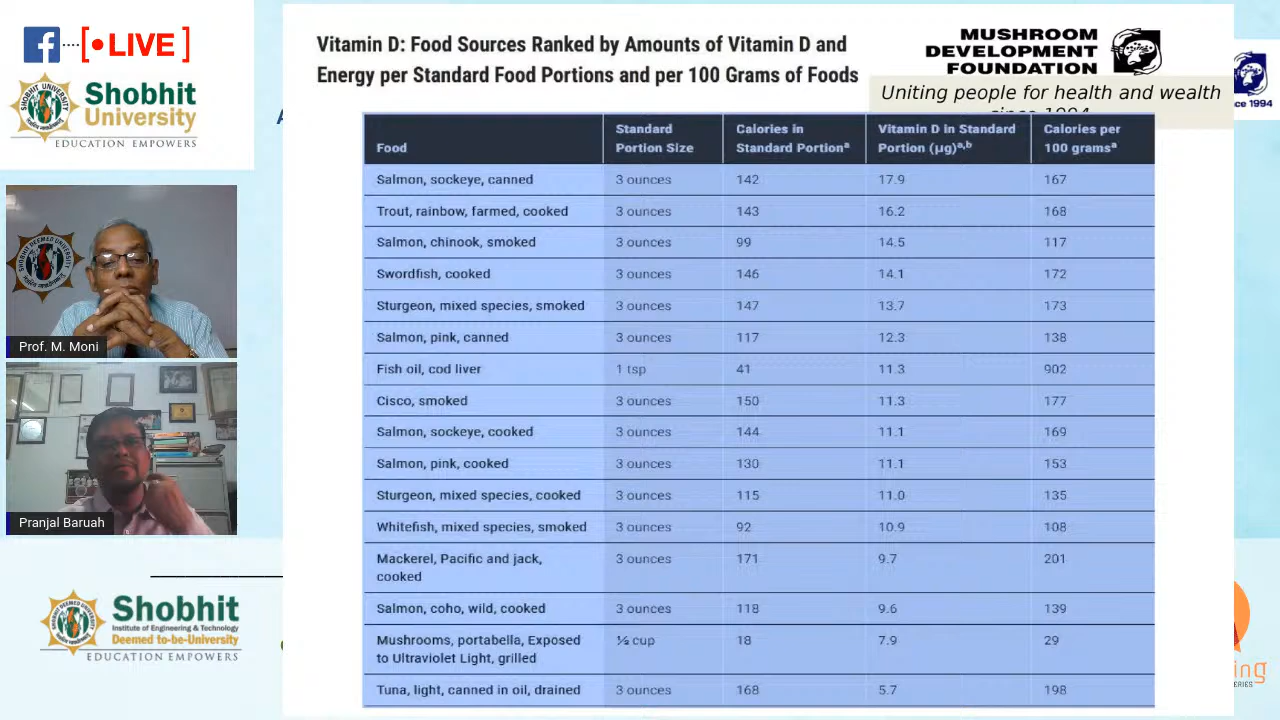 LIVE
Shobhit
University
EDUCATION EMPOWERS
Vitamin D: Food Sources Ranked by Amounts of Vitamin D and
Energy per Standard Food Portions and per 100 Grams of Foods
MUSHROOM
DEVELOPMENT
FOUNDATION
Uniting people for health and wealth
since 1994
nce 1994
Food Standard Portion Size Calories in Standard Portionᵃ Vitamin D in Standard Portion (µg)ᵃ,ᵇ Calories per 100 gramsᵃ
Salmon, sockeye, canned 3 ounces 142 17.9 167
Trout, rainbow, farmed, cooked 3 ounces 143 16.2 168
Salmon, chinook, smoked 3 ounces 99 14.5 117
Swordfish, cooked 3 ounces 146 14.1 172
Sturgeon, mixed species, smoked 3 ounces 147 13.7 173
Salmon, pink, canned 3 ounces 117 12.3 138
Fish oil, cod liver 1 tsp 41 11.3 902
Cisco, smoked 3 ounces 150 11.3 177
Salmon, sockeye, cooked 3 ounces 144 11.1 169
Salmon, pink, cooked 3 ounces 130 11.1 153
Sturgeon, mixed species, cooked 3 ounces 115 11.0 135
Whitefish, mixed species, smoked 3 ounces 92 10.9 108
Mackerel, Pacific and jack,
cooked 3 ounces 171 9.7 201
Salmon, coho, wild, cooked 3 ounces 118 9.6 139
Mushrooms, portabella, Exposed
to Ultraviolet Light, grilled ½ cup 18 7.9 29
Tuna, light, canned in oil, drained 3 ounces 168 5.7 198
Prof. M. Moni
Pranjal Baruah
Shobhit
Institute of Engineering & Technology
Deemed to-be-University
EDUCATION EMPOWERS
ing
ERIES